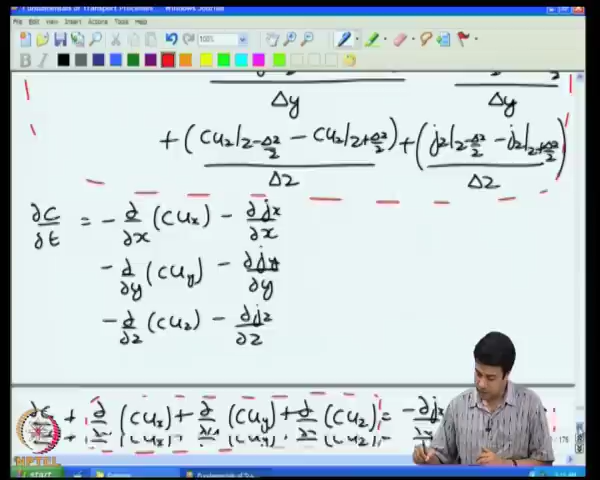 Fundamentals of Transport Processes - Windows Journal
File Edit View Insert Actions Tools Help
100%
B I
Δy Δy
+ (cu_z|_{z-Δz/2} - cu_z|_{z+Δz/2}) / Δz + (j_z|_{z-Δz/2} - j_z|_{z+Δz/2}) / Δz
∂c/∂t = -∂/∂x (cu_x) - ∂j_x/∂x
-∂/∂y (cu_y) - ∂j_y/∂y
-∂/∂z (cu_z) - ∂j_z/∂z
∂c + ∂ (cu_x) + ∂ (cu_y) + ∂ (cu_z) = -∂j_x
NPTEL